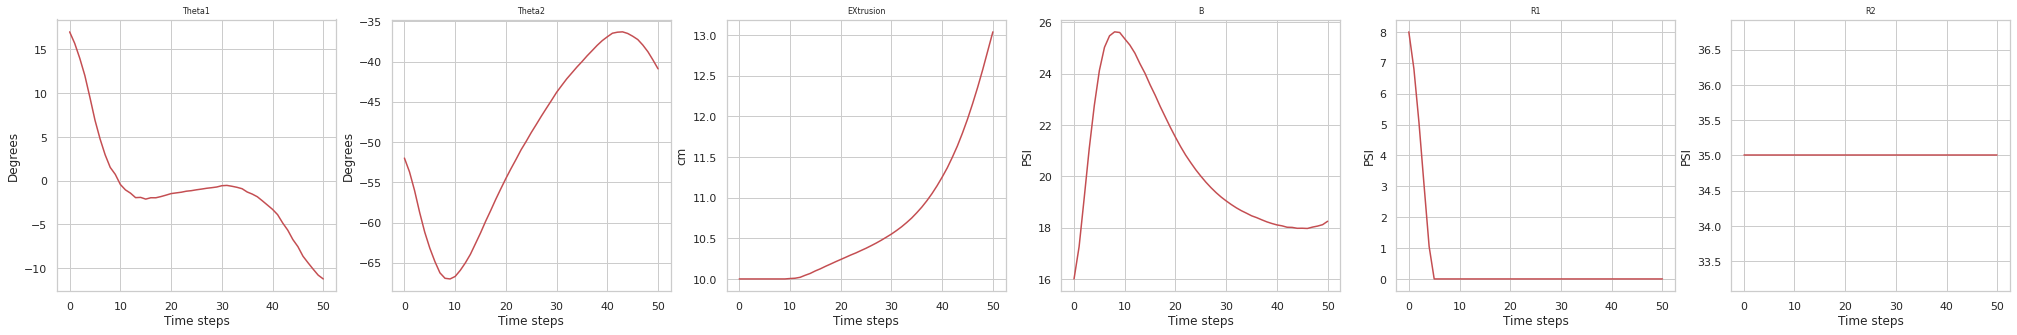 Theta1
Degrees
15
10
5
0
−5
−10
0 10 20 30 40 50
Time steps
Theta2
Degrees
−35
−40
−45
−50
−55
−60
−65
0 10 20 30 40 50
Time steps
EXtrusion
cm
13.0
12.5
12.0
11.5
11.0
10.5
10.0
0 10 20 30 40 50
Time steps
B
PSI
26
24
22
20
18
16
0 10 20 30 40 50
Time steps
R1
PSI
8
7
6
5
4
3
2
1
0
0 10 20 30 40 50
Time steps
R2
PSI
36.5
36.0
35.5
35.0
34.5
34.0
33.5
0 10 20 30 40 50
Time steps